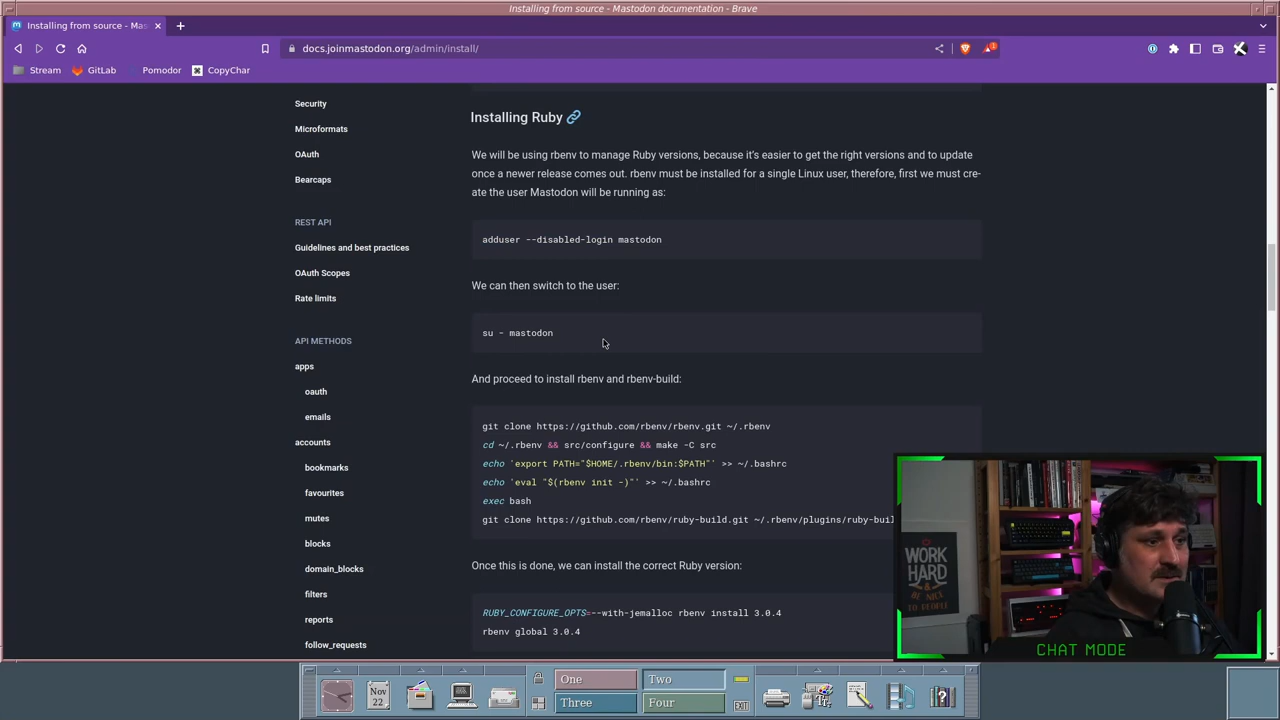 Installing from source - Mastodon documentation - Brave
Installing from source - Mas
docs.joinmastodon.org/admin/install/
Stream
GitLab
Pomodor
CopyChar
Security
Microformats
OAuth
Bearcaps
REST API
Guidelines and best practices
OAuth Scopes
Rate limits
API METHODS
apps
oauth
emails
accounts
bookmarks
favourites
mutes
blocks
domain_blocks
filters
reports
follow_requests
Installing Ruby
We will be using rbenv to manage Ruby versions, because it's easier to get the right versions and to update
once a newer release comes out. rbenv must be installed for a single Linux user, therefore, first we must cre-
ate the user Mastodon will be running as:
adduser --disabled-login mastodon
We can then switch to the user:
su - mastodon
And proceed to install rbenv and rbenv-build:
git clone https://github.com/rbenv/rbenv.git ~/.rbenv
cd ~/.rbenv && src/configure && make -C src
echo 'export PATH="$HOME/.rbenv/bin:$PATH"' >> ~/.bashrc
echo 'eval "$(rbenv init -)"' >> ~/.bashrc
exec bash
git clone https://github.com/rbenv/ruby-build.git ~/.rbenv/plugins/ruby-buil
Once this is done, we can install the correct Ruby version:
RUBY_CONFIGURE_OPTS=--with-jemalloc rbenv install 3.0.4
rbenv global 3.0.4
WORK
HARD
& BE NICE
TO PEOPLE
CHAT MODE
Nov
22
One
Two
Three
Four
EXIT